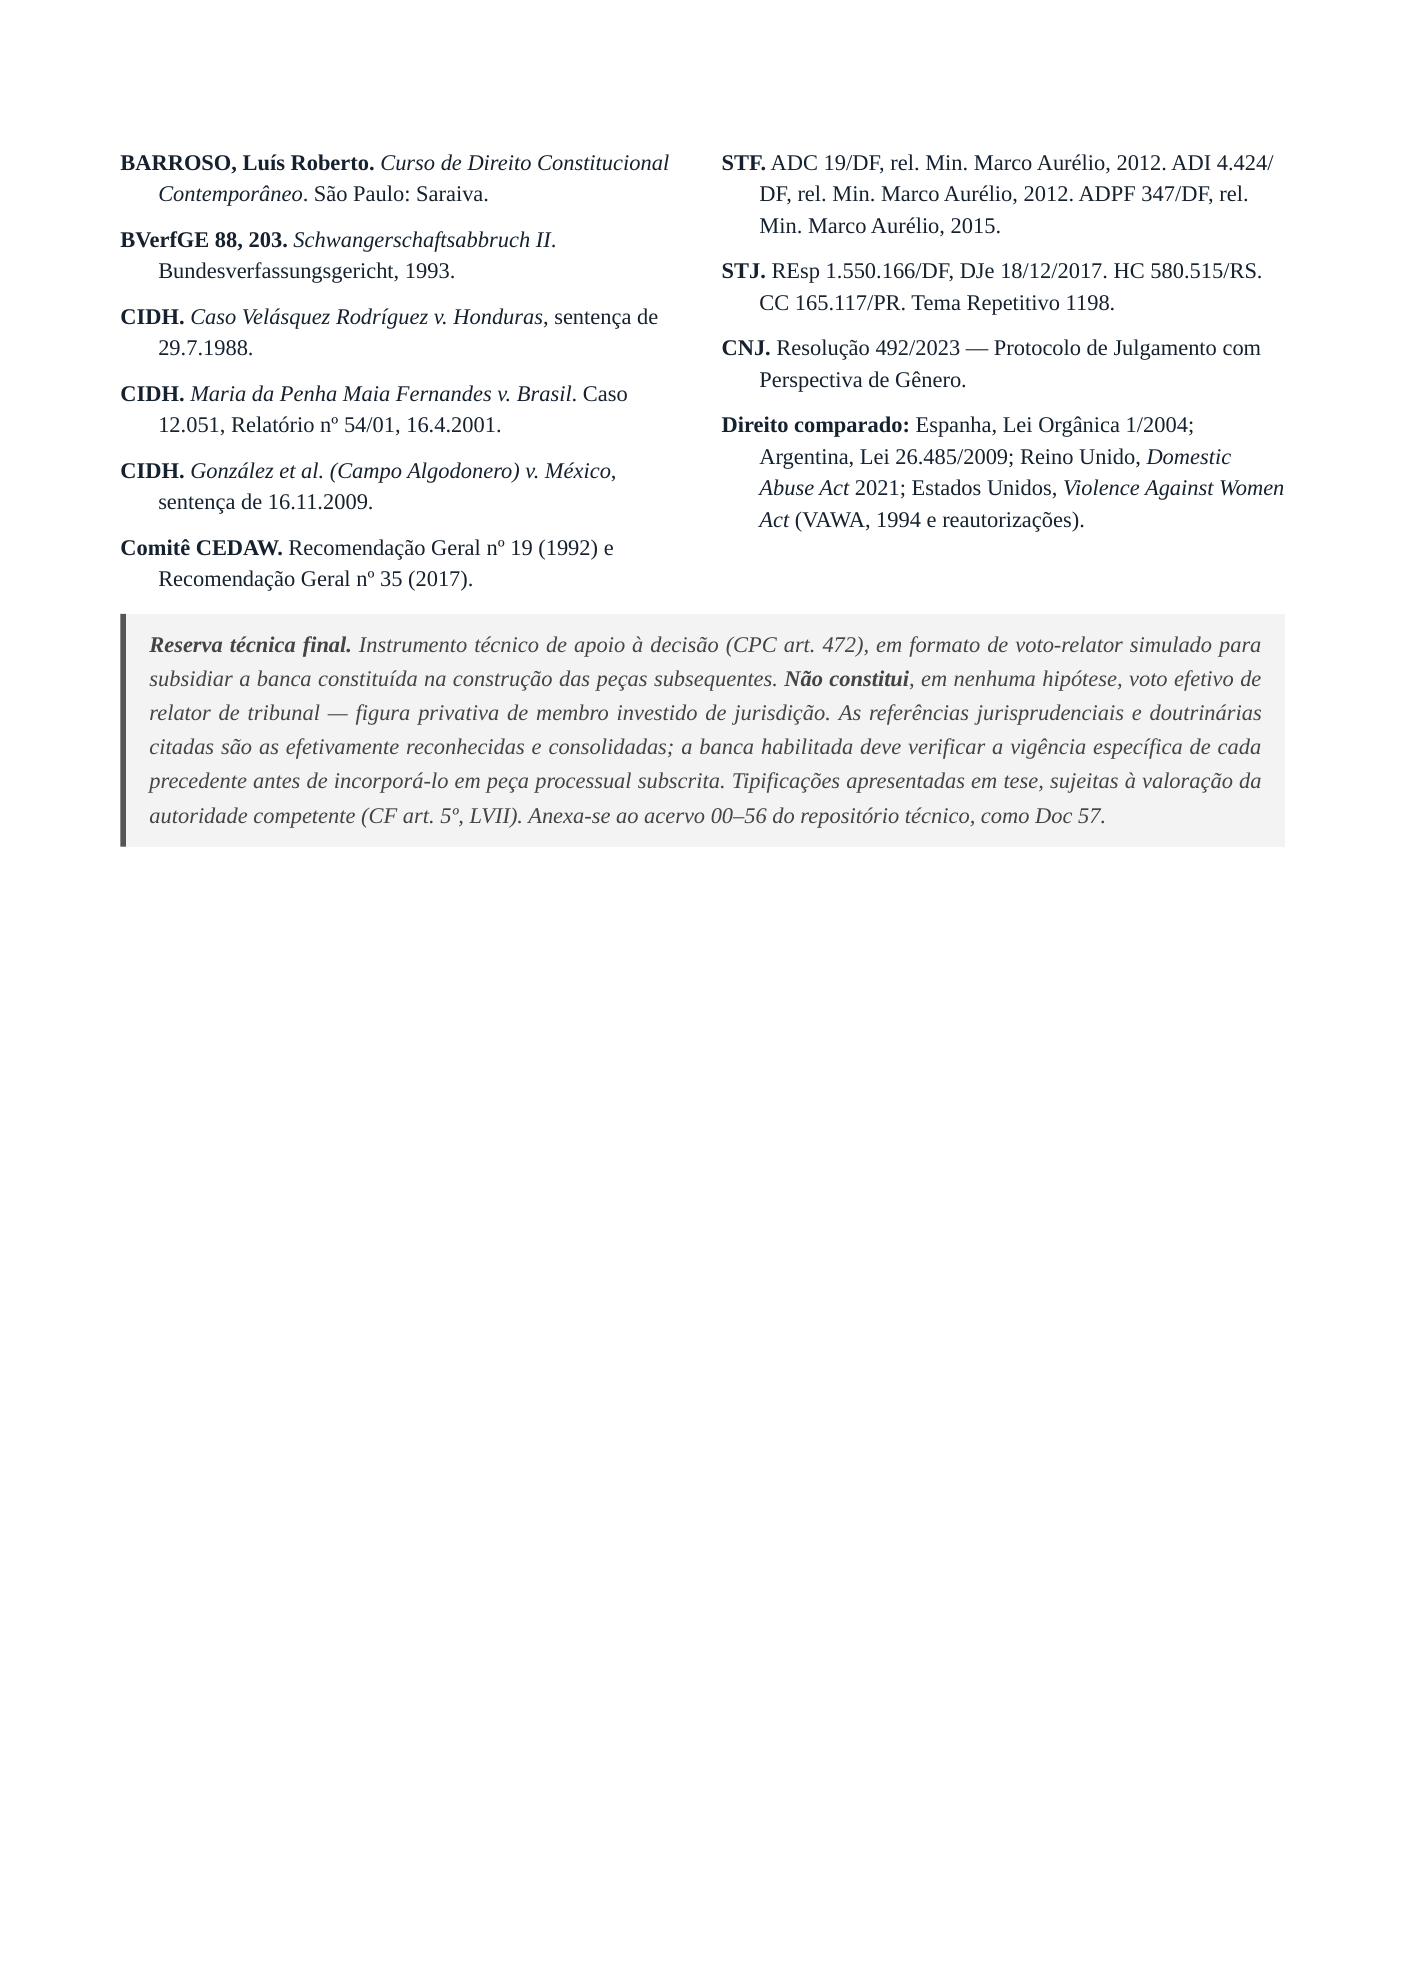 BARROSO, Luís Roberto. Curso de Direito Constitucional
Contemporâneo. São Paulo: Saraiva.
BVerfGE 88, 203. Schwangerschaftsabbruch II.
Bundesverfassungsgericht, 1993.
CIDH. Caso Velásquez Rodríguez v. Honduras, sentença de
29.7.1988.
CIDH. Maria da Penha Maia Fernandes v. Brasil. Caso
12.051, Relatório nº 54/01, 16.4.2001.
CIDH. González et al. (Campo Algodonero) v. México,
sentença de 16.11.2009.
Comitê CEDAW. Recomendação Geral nº 19 (1992) e
Recomendação Geral nº 35 (2017).
STF. ADC 19/DF, rel. Min. Marco Aurélio, 2012. ADI 4.424/
DF, rel. Min. Marco Aurélio, 2012. ADPF 347/DF, rel.
Min. Marco Aurélio, 2015.
STJ. REsp 1.550.166/DF, DJe 18/12/2017. HC 580.515/RS.
CC 165.117/PR. Tema Repetitivo 1198.
CNJ. Resolução 492/2023 — Protocolo de Julgamento com
Perspectiva de Gênero.
Direito comparado: Espanha, Lei Orgânica 1/2004;
Argentina, Lei 26.485/2009; Reino Unido, Domestic
Abuse Act 2021; Estados Unidos, Violence Against Women
Act (VAWA, 1994 e reautorizações).
Reserva técnica final. Instrumento técnico de apoio à decisão (CPC art. 472), em formato de voto-relator simulado para
subsidiar a banca constituída na construção das peças subsequentes. Não constitui, em nenhuma hipótese, voto efetivo de
relator de tribunal — figura privativa de membro investido de jurisdição. As referências jurisprudenciais e doutrinárias
citadas são as efetivamente reconhecidas e consolidadas; a banca habilitada deve verificar a vigência específica de cada
precedente antes de incorporá-lo em peça processual subscrita. Tipificações apresentadas em tese, sujeitas à valoração da
autoridade competente (CF art. 5º, LVII). Anexa-se ao acervo 00–56 do repositório técnico, como Doc 57.